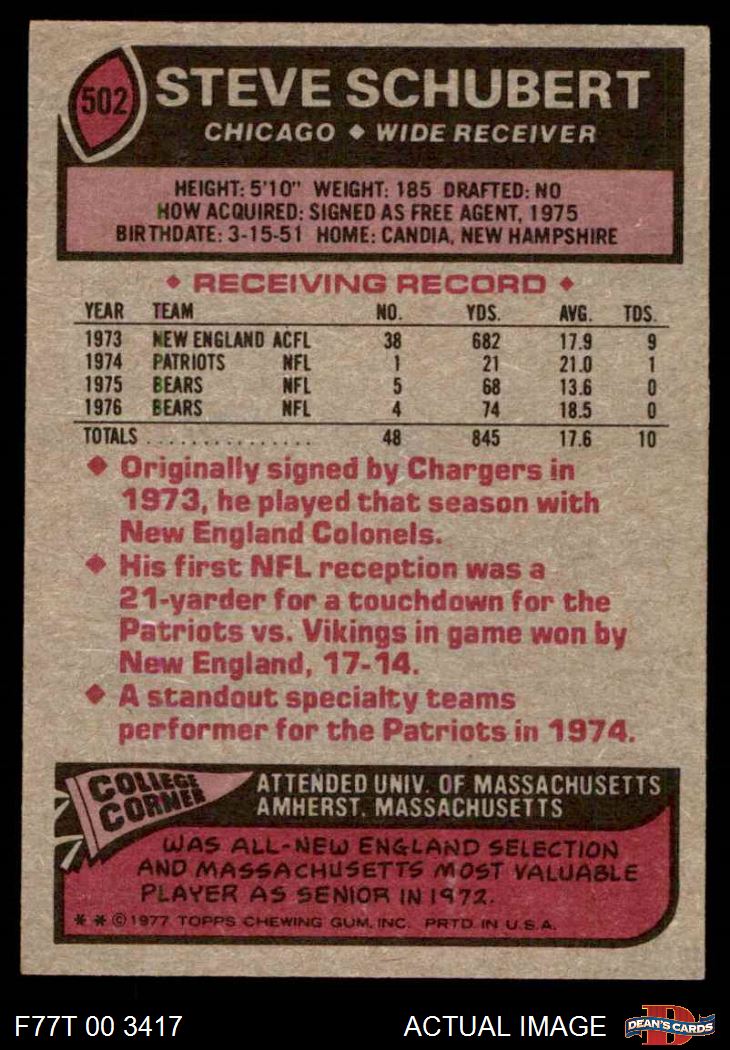 502
STEVE SCHUBERT
CHICAGO ◆ WIDE RECEIVER
HEIGHT: 5'10" WEIGHT: 185 DRAFTED: NO
HOW ACQUIRED: SIGNED AS FREE AGENT, 1975
BIRTHDATE: 3-15-51 HOME: CANDIA, NEW HAMPSHIRE
◆ RECEIVING RECORD ◆
YEAR TEAM NO. YDS. AVG. TDS.
1973 NEW ENGLAND ACFL 38 682 17.9 9
1974 PATRIOTS NFL 1 21 21.0 1
1975 BEARS NFL 5 68 13.6 0
1976 BEARS NFL 4 74 18.5 0
TOTALS ............... 48 845 17.6 10
◆ Originally signed by Chargers in
1973, he played that season with
New England Colonels.
◆ His first NFL reception was a
21-yarder for a touchdown for the
Patriots vs. Vikings in game won by
New England, 17-14.
◆ A standout specialty teams
performer for the Patriots in 1974.
COLLEGE
CORNER
ATTENDED UNIV. OF MASSACHUSETTS
AMHERST, MASSACHUSETTS
WAS ALL-NEW ENGLAND SELECTION
AND MASSACHUSETTS MOST VALUABLE
PLAYER AS SENIOR IN 1972.
* * © 1977 TOPPS CHEWING GUM, INC. PRTD. IN U.S.A.
F77T 00 3417 ACTUAL IMAGE
D
DEAN'S CARDS